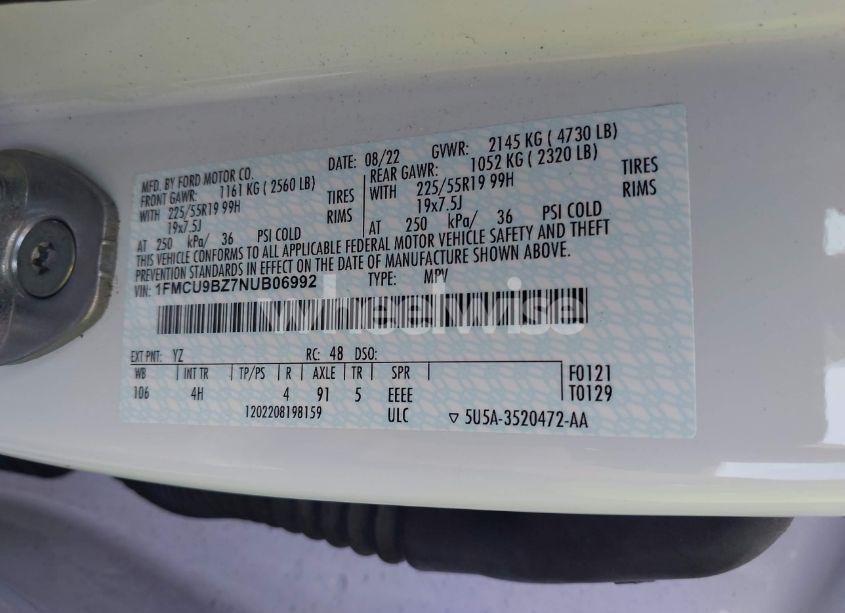 MFD. BY FORD MOTOR CO. DATE: 08/22 GVWR: 2145 KG ( 4730 LB)
FRONT GAWR: 1161 KG ( 2560 LB) REAR GAWR: 1052 KG ( 2320 LB)
WITH 225/55R19 99H TIRES WITH 225/55R19 99H TIRES
19x7.5J RIMS 19x7.5J RIMS
AT 250 kPa/ 36 PSI COLD AT 250 kPa/ 36 PSI COLD
THIS VEHICLE CONFORMS TO ALL APPLICABLE FEDERAL MOTOR VEHICLE SAFETY AND THEFT
PREVENTION STANDARDS IN EFFECT ON THE DATE OF MANUFACTURE SHOWN ABOVE.
VIN: 1FMCU9BZ7NUB06992 TYPE: MPV
wheelwise
EXT PNT: YZ RC: 48 DSO:
WB INT TR TP/PS R AXLE TR SPR F0121
106 4H 4 91 5 EEEE T0129
1202208198159 ULC ▽ 5U5A-3520472-AA